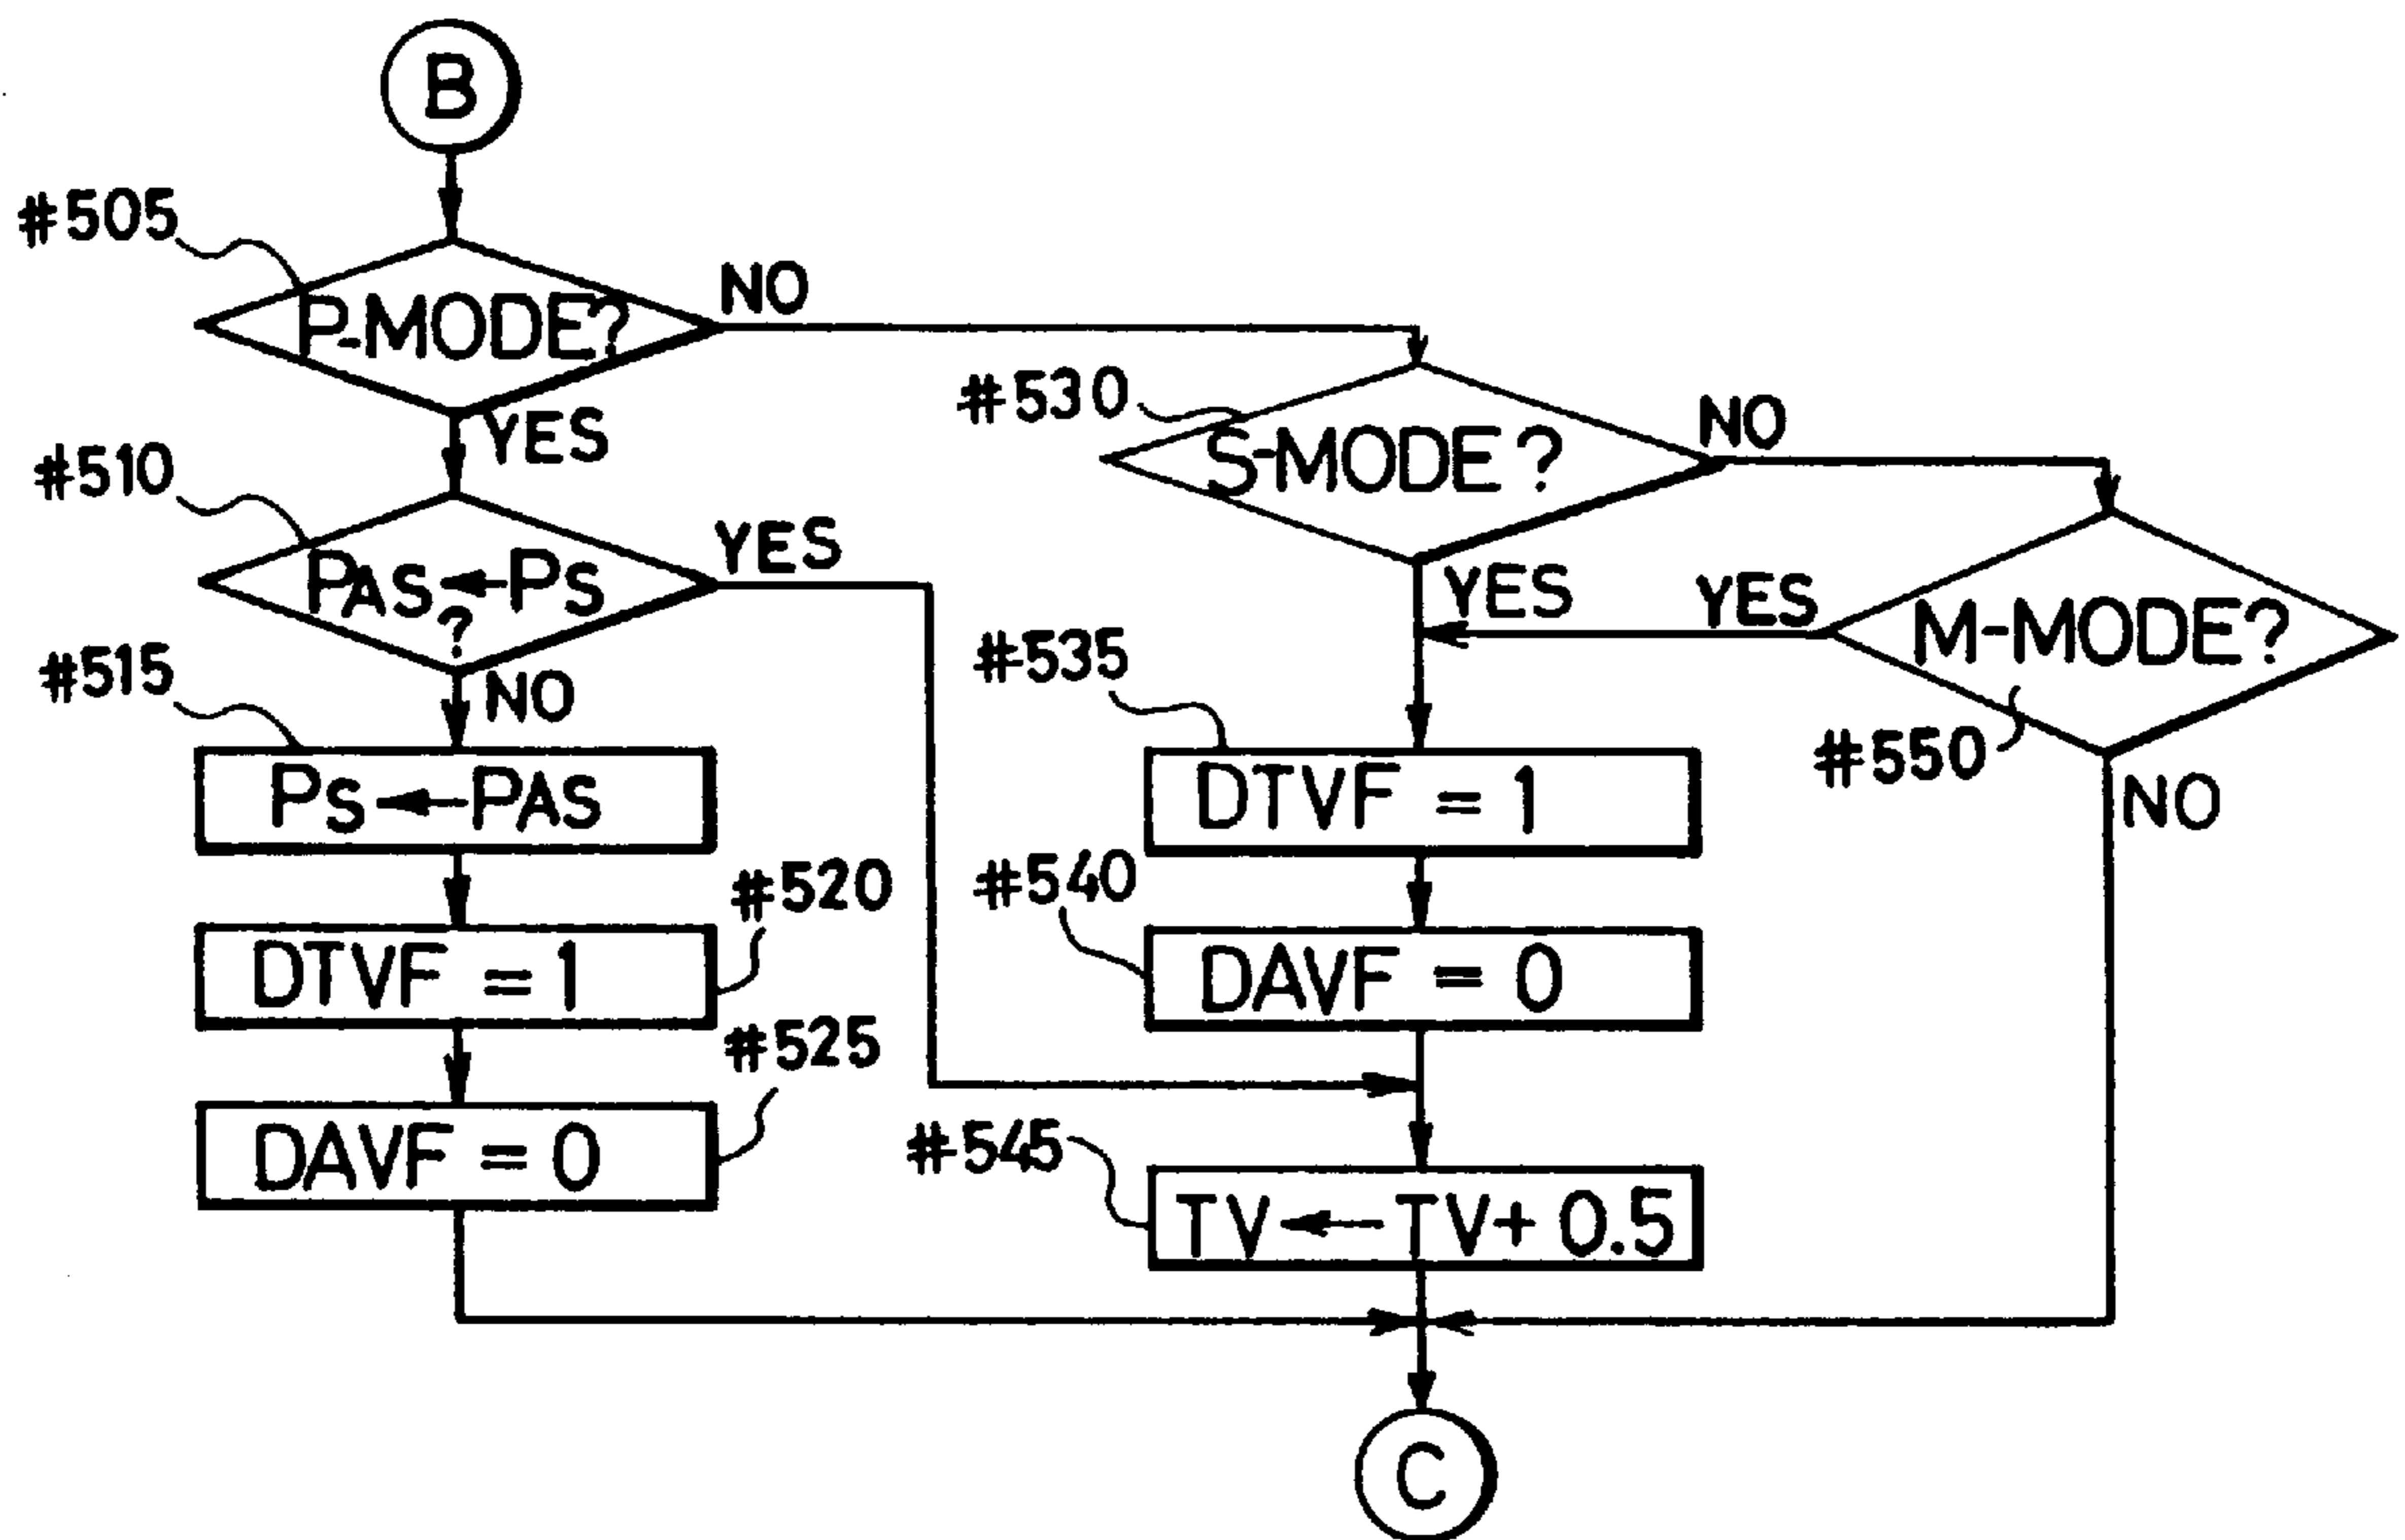 B
#505
P-MODE?
NO
YES
#510
PAS←PS
?
YES
NO
#515
PS←PAS
#520
DTVF = 1
#525
DAVF = 0
#530
S-MODE?
NO
YES
YES
M-MODE?
#550
NO
#535
DTVF = 1
#540
DAVF = 0
#545
TV←TV+ 0.5
C